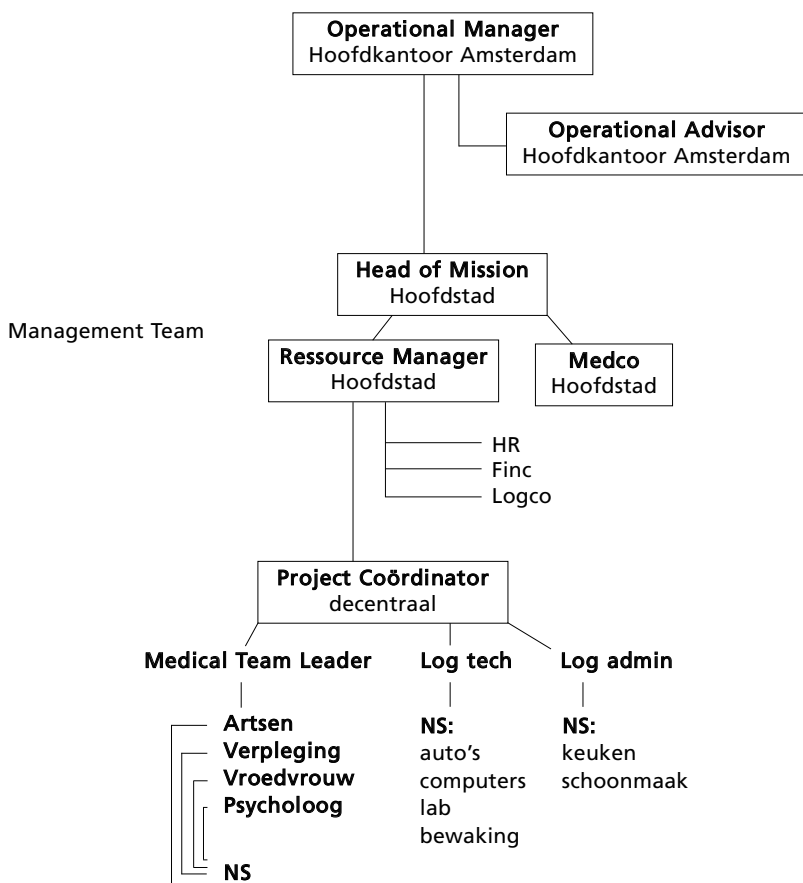 Operational Manager
Hoofdkantoor Amsterdam
Operational Advisor
Hoofdkantoor Amsterdam
Head of Mission
Hoofdstad
Management Team
Ressource Manager
Hoofdstad
Medco
Hoofdstad
HR
Finc
Logco
Project Coördinator
decentraal
Medical Team Leader
Artsen
Verpleging
Vroedvrouw
Psycholoog
NS
Log tech
NS:
auto's
computers
lab
bewaking
Log admin
NS:
keuken
schoonmaak